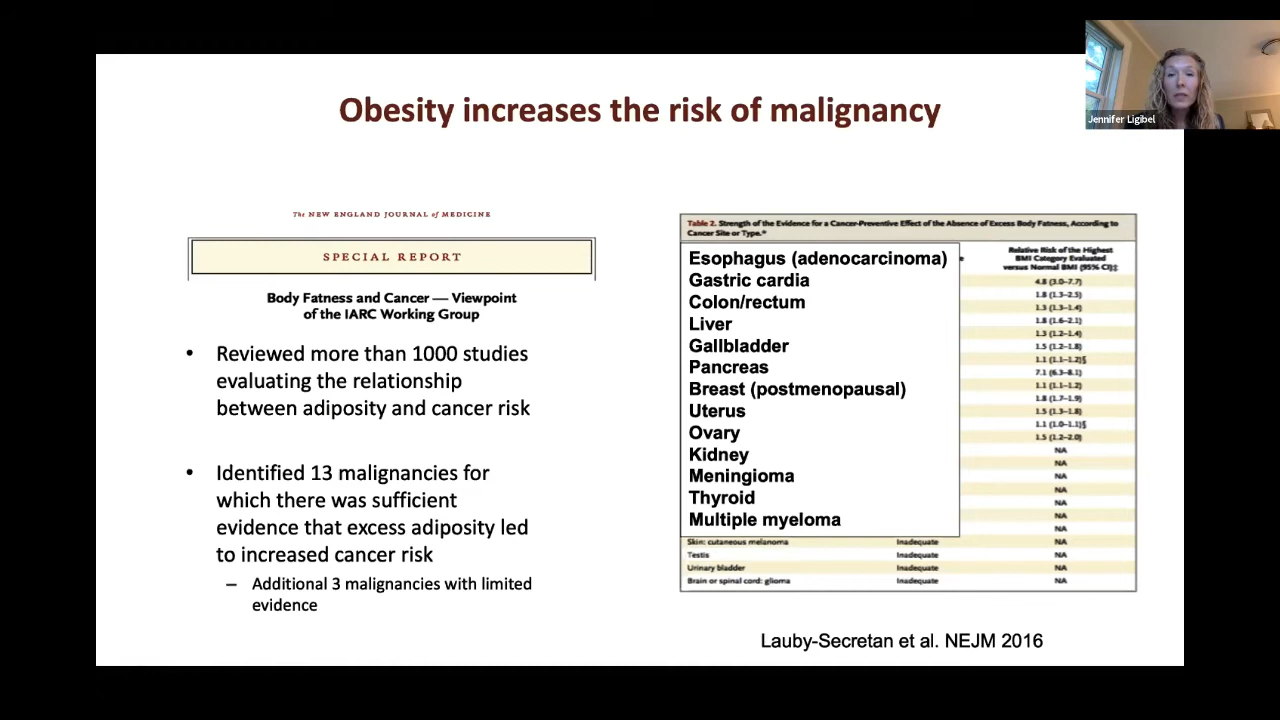 Obesity increases the risk of malignancy
Jennifer Ligibel
The NEW ENGLAND JOURNAL of MEDICINE
SPECIAL REPORT
Body Fatness and Cancer — Viewpoint
of the IARC Working Group
• Reviewed more than 1000 studies
evaluating the relationship
between adiposity and cancer risk
• Identified 13 malignancies for
which there was sufficient
evidence that excess adiposity led
to increased cancer risk
– Additional 3 malignancies with limited
evidence
Table 2. Strength of the Evidence for a Cancer-Preventive Effect of the Absence of Excess Body Fatness, According to
Cancer Site or Type.*
Esophagus (adenocarcinoma)
Gastric cardia
Colon/rectum
Liver
Gallbladder
Pancreas
Breast (postmenopausal)
Uterus
Ovary
Kidney
Meningioma
Thyroid
Multiple myeloma
Relative Risk of the Highest
BMI Category Evaluated
versus Normal BMI (95% CI)‡
4.8 (3.0–7.7)
1.8 (1.3–2.5)
1.3 (1.3–1.4)
1.8 (1.6–2.1)
1.3 (1.2–1.4)
1.5 (1.2–1.8)
1.1 (1.1–1.2)§
7.1 (6.3–8.1)
1.1 (1.1–1.2)
1.8 (1.7–1.9)
1.5 (1.3–1.8)
1.1 (1.0–1.1)§
1.5 (1.2–2.0)
NA
NA
NA
NA
NA
NA
NA
Skin: cutaneous melanoma Inadequate NA
Testis Inadequate NA
Urinary bladder Inadequate NA
Brain or spinal cord: glioma Inadequate NA
Lauby-Secretan et al. NEJM 2016